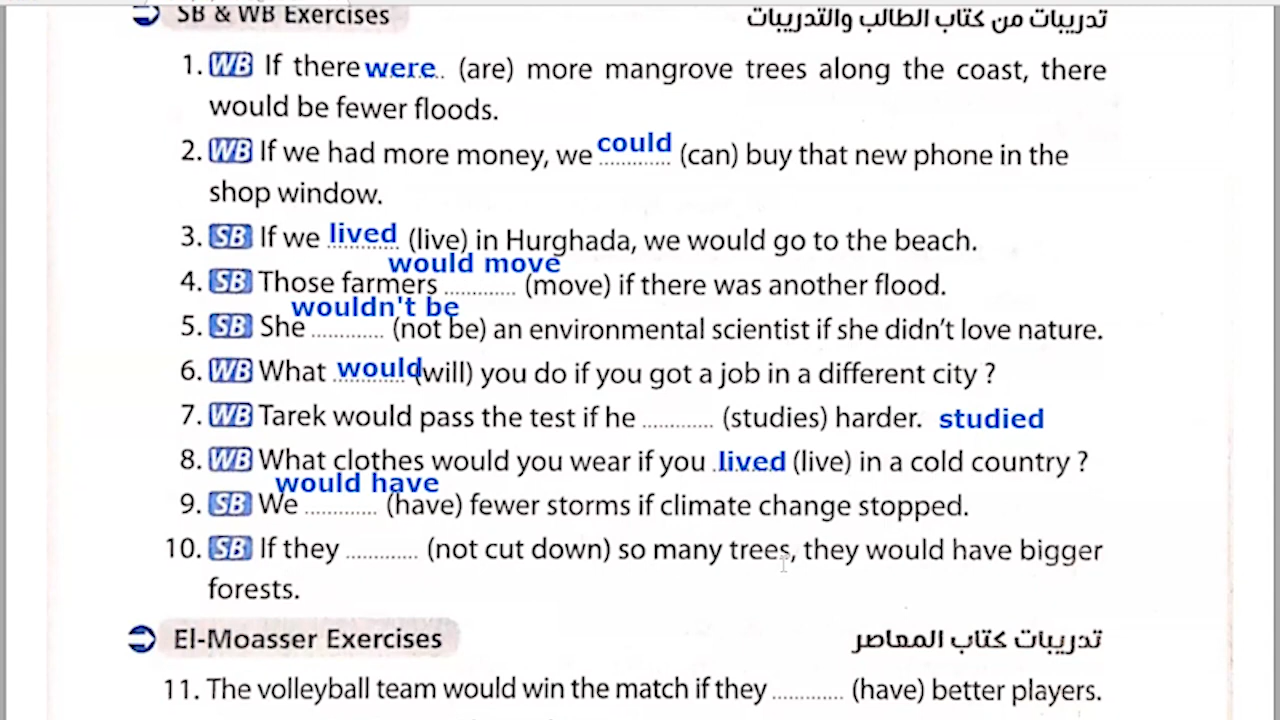 SB & WB Exercises تدريبات من كتاب الطالب والتدريبات
1. WB If there were (are) more mangrove trees along the coast, there
would be fewer floods.
2. WB If we had more money, we could (can) buy that new phone in the
shop window.
3. SB If we lived (live) in Hurghada, we would go to the beach.
would move
4. SB Those farmers ............ (move) if there was another flood.
wouldn't be
5. SB She ............ (not be) an environmental scientist if she didn't love nature.
6. WB What would (will) you do if you got a job in a different city ?
7. WB Tarek would pass the test if he ............ (studies) harder. studied
8. WB What clothes would you wear if you lived (live) in a cold country ?
would have
9. SB We ............ (have) fewer storms if climate change stopped.
10. SB If they ............ (not cut down) so many trees, they would have bigger
forests.
El-Moasser Exercises تدريبات كتاب المعاصر
11. The volleyball team would win the match if they ............ (have) better players.